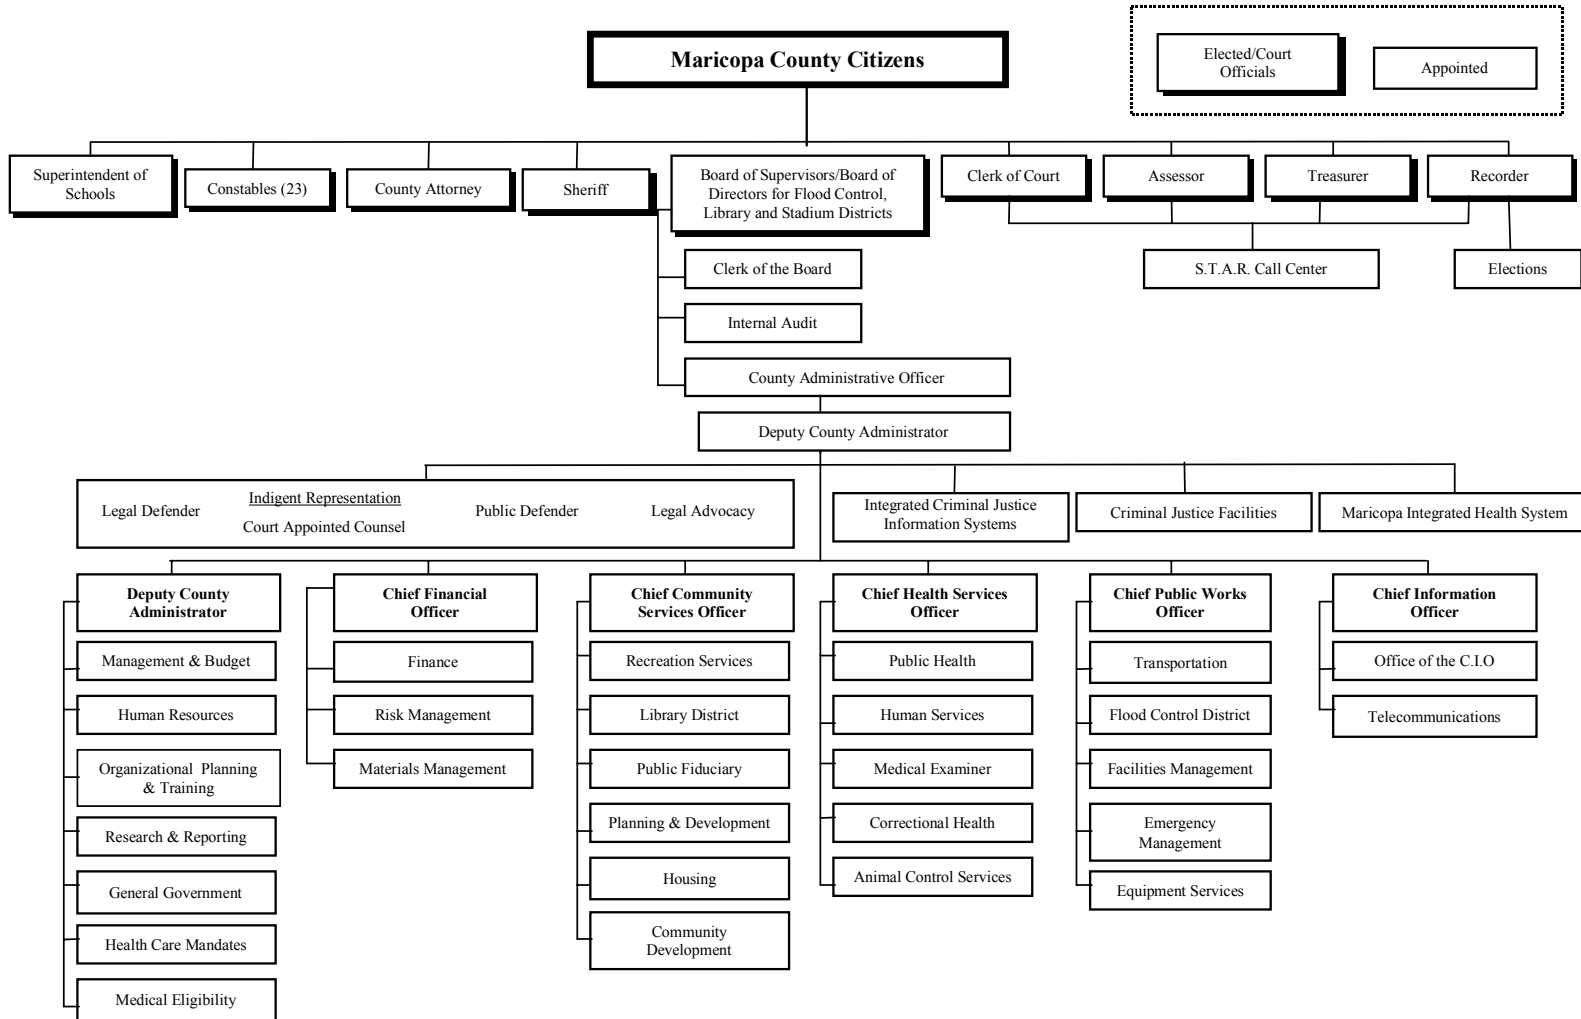 Maricopa County Citizens
Elected/Court
Officials
Appointed
Superintendent of
Schools
Constables (23)
County Attorney
Sheriff
Board of Supervisors/Board of
Directors for Flood Control,
Library and Stadium Districts
Clerk of Court
Assessor
Treasurer
Recorder
Clerk of the Board
S.T.A.R. Call Center
Elections
Internal Audit
County Administrative Officer
Deputy County Administrator
Indigent Representation
Legal Defender
Court Appointed Counsel
Public Defender
Legal Advocacy
Integrated Criminal Justice
Information Systems
Criminal Justice Facilities
Maricopa Integrated Health System
Deputy County
Administrator
Management & Budget
Human Resources
Organizational Planning
& Training
Research & Reporting
General Government
Health Care Mandates
Medical Eligibility
Chief Financial
Officer
Finance
Risk Management
Materials Management
Chief Community
Services Officer
Recreation Services
Library District
Public Fiduciary
Planning & Development
Housing
Community
Development
Chief Health Services
Officer
Public Health
Human Services
Medical Examiner
Correctional Health
Animal Control Services
Chief Public Works
Officer
Transportation
Flood Control District
Facilities Management
Emergency
Management
Equipment Services
Chief Information
Officer
Office of the C.I.O
Telecommunications